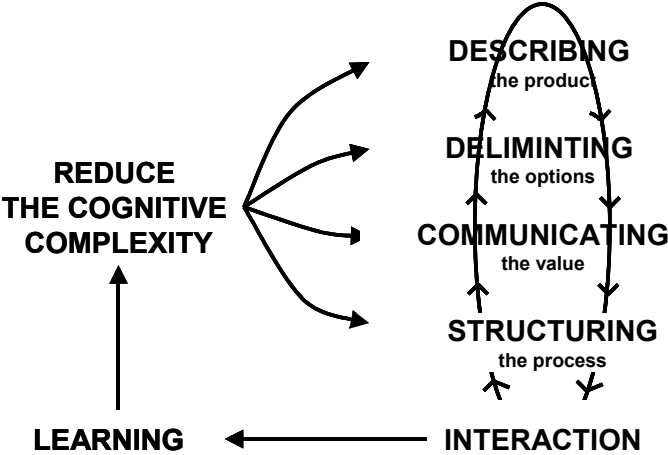 DESCRIBING
the product
DELIMINTING
the options
REDUCE
THE COGNITIVE
COMPLEXITY
COMMUNICATING
the value
STRUCTURING
the process
LEARNING
INTERACTION